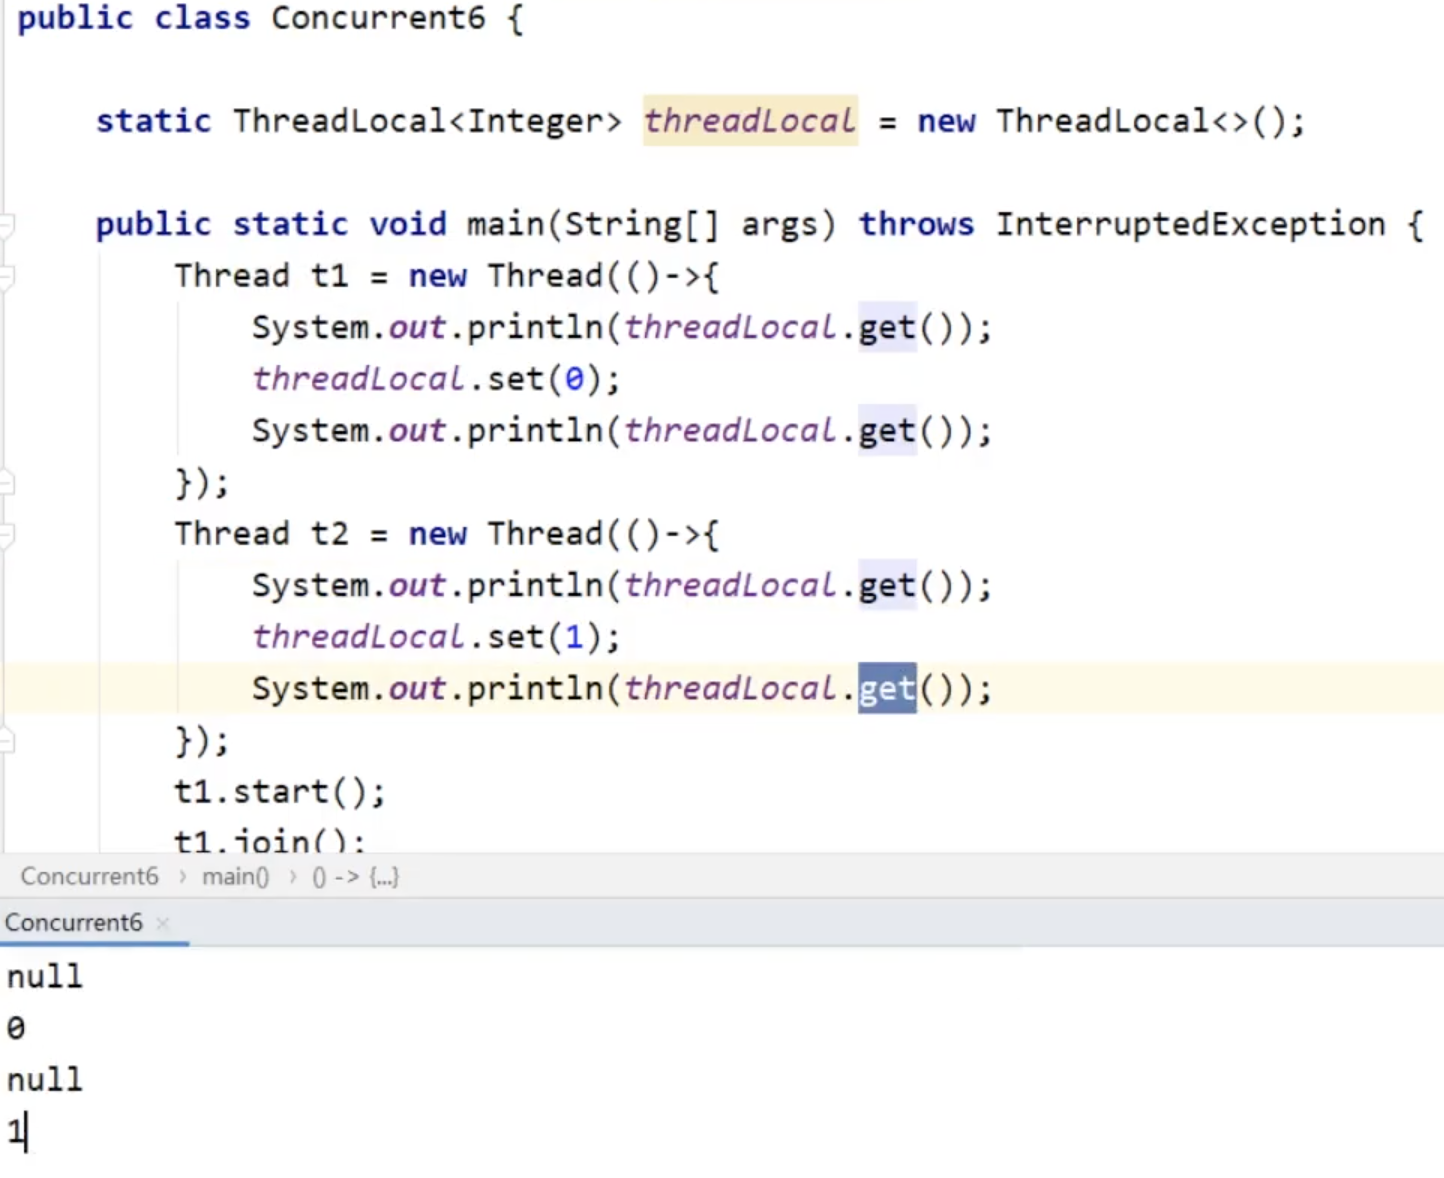 public class Concurrent6 {
static ThreadLocal<Integer> threadLocal = new ThreadLocal<>();
public static void main(String[] args) throws InterruptedException {
Thread t1 = new Thread(()->{
System.out.println(threadLocal.get());
threadLocal.set(0);
System.out.println(threadLocal.get());
});
Thread t2 = new Thread(()->{
System.out.println(threadLocal.get());
threadLocal.set(1);
System.out.println(threadLocal.get());
});
t1.start();
t1.join();
Concurrent6 › main() › () -> {...}
Concurrent6 ×
null
0
null
1